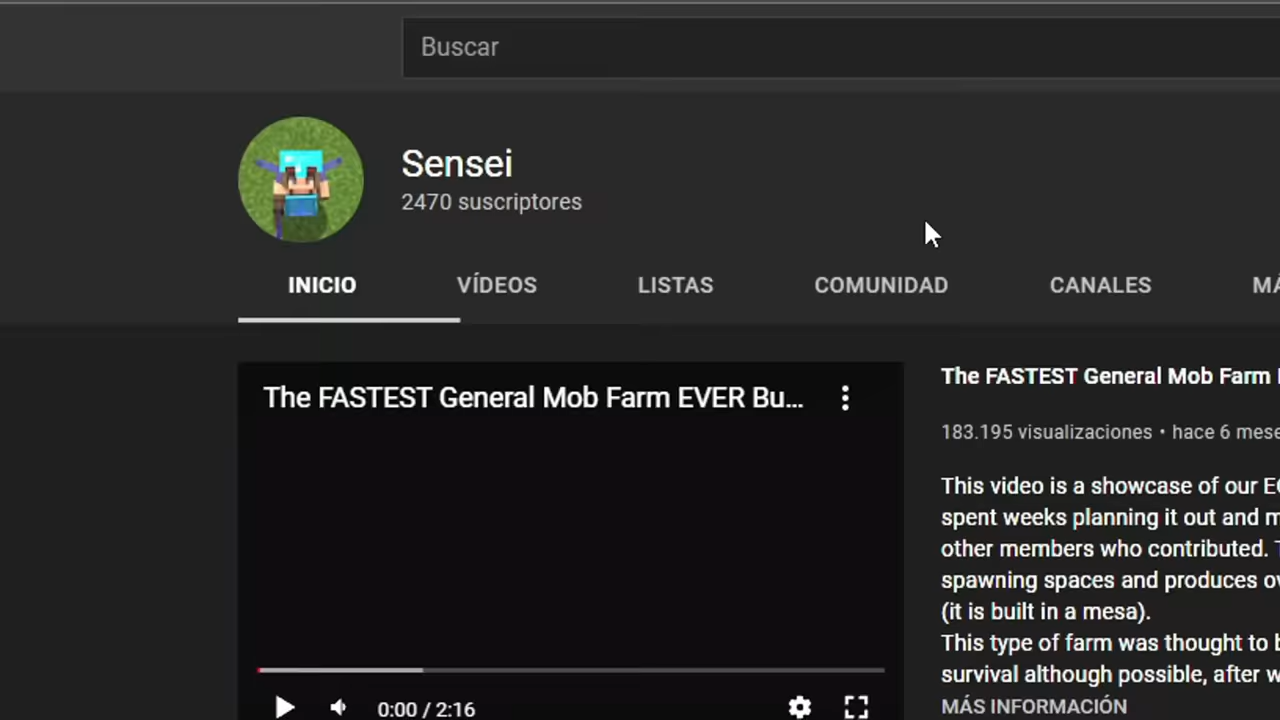 Buscar
Sensei
2470 suscriptores
INICIO VÍDEOS LISTAS COMUNIDAD CANALES
The FASTEST General Mob Farm EVER Bu...
0:00 / 2:16
The FASTEST General Mob Farm
183.195 visualizaciones • hace 6
This video is a showcase of our
spent weeks planning it out and
other members who contributed.
spawning spaces and produces
(it is built in a mesa).
This type of farm was thought to
survival although possible, after
MÁS INFORMACIÓN